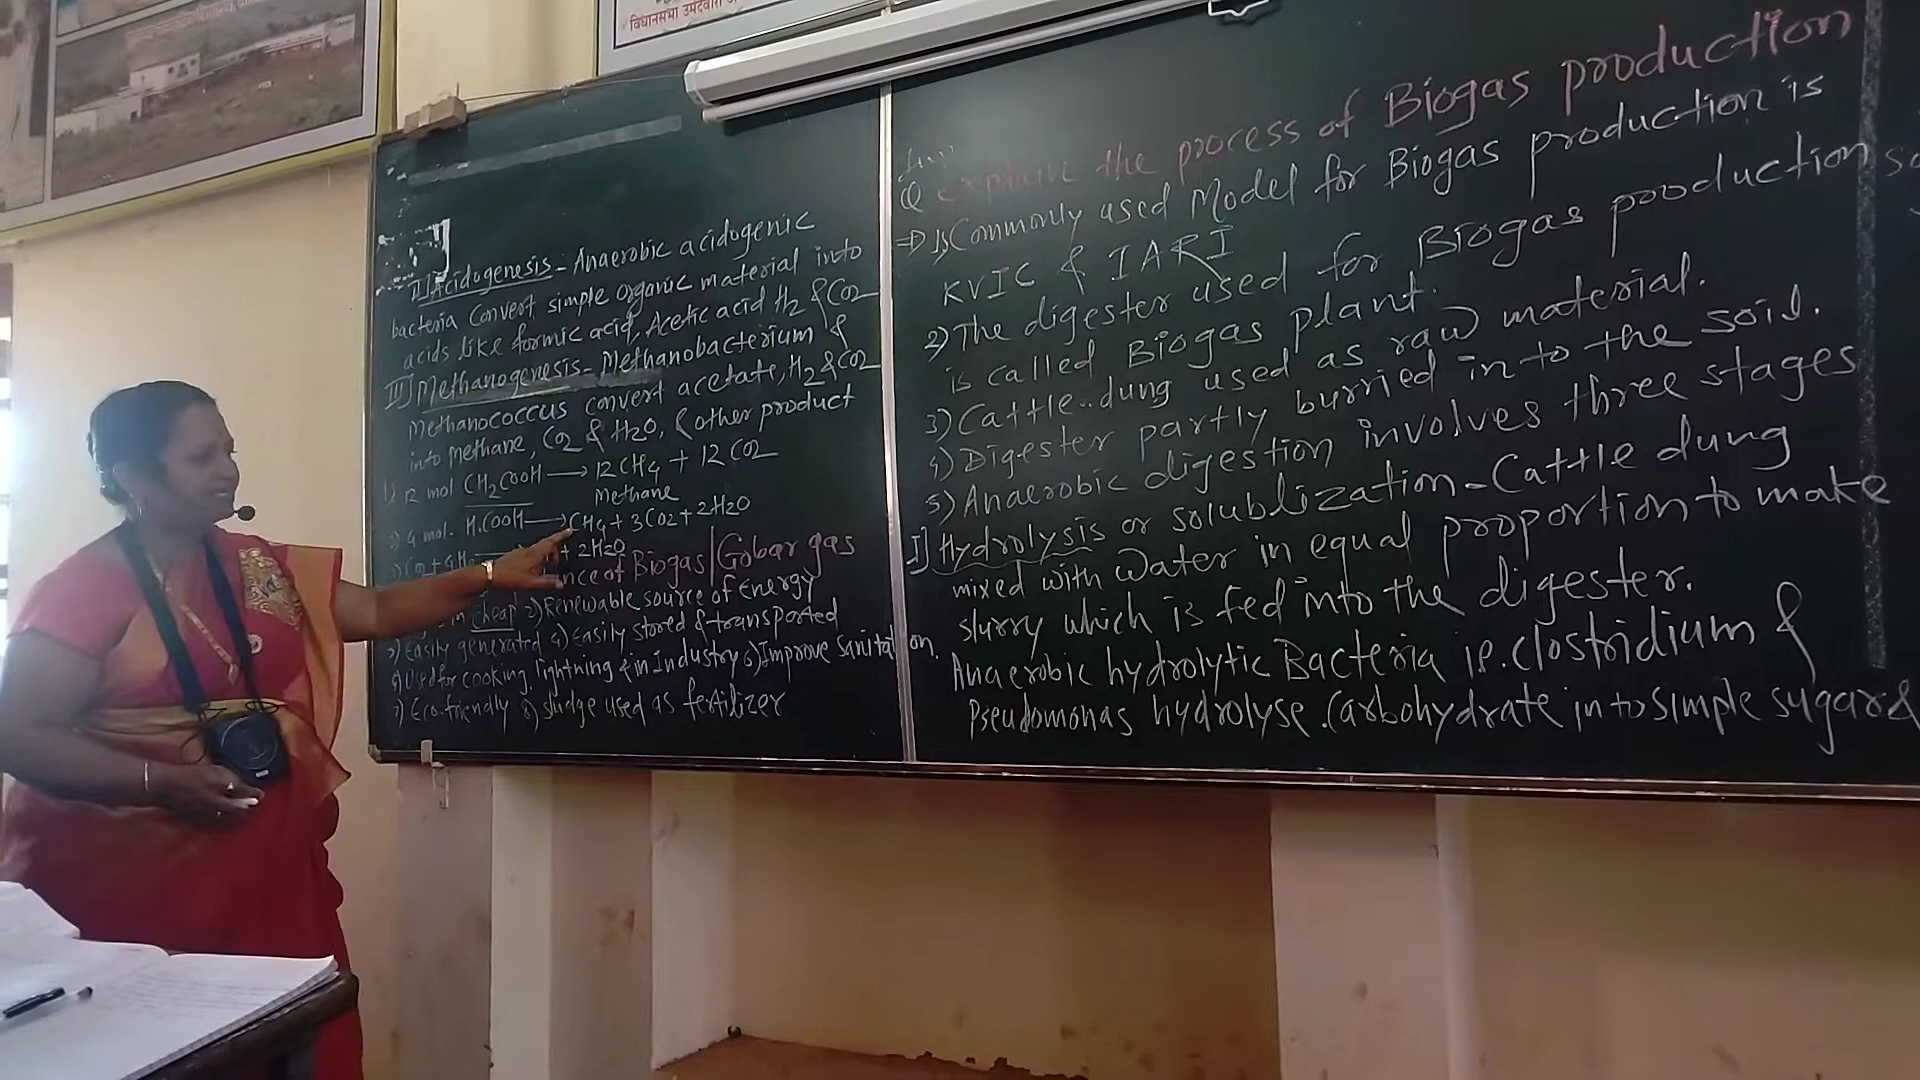 विधानसभा उमेदवारी
Q explain the process of Biogas production
⇒ 1) Commonly used Model for Biogas production is
KVIC & IARI
2) The digester used for Biogas production
is called Biogas plant.
3) Cattle-dung used as raw material.
4) Digester partly burried in to the soil.
5) Anaerobic digestion involves three stages
I] Hydrolysis or solublization - Cattle dung
mixed with water in equal proportion to make
slurry which is fed into the digester.
Anaerobic hydrolytic Bacteria i.e. clostridium &
Pseudomonas hydrolyse. Carbohydrate in to simple sugar &
II] Acidogenesis - Anaerobic acidogenic
bacteria convert simple organic material into
acids like formic acid, Acetic acid H2 & CO2
III] Methanogenesis - Methanobacterium &
Methanococcus convert acetate, H2 & CO2
into methane, CO2 & H2O, & other product
1) 12 mol CH2COOH → 12 CH4 + 12 CO2
Methane
2) 4 mol. H.COOH → CH4 + 3CO2 + 2H2O
+ 2H2O
nce of Biogas | Gobar gas
cheap 2) Renewable source of Energy
3) Easily generated 4) Easily stored & transported
5) Used for cooking, lightning & in Industry 6) Improve Sanitation.
7) Eco-friendly 8) sludge used as fertilizer